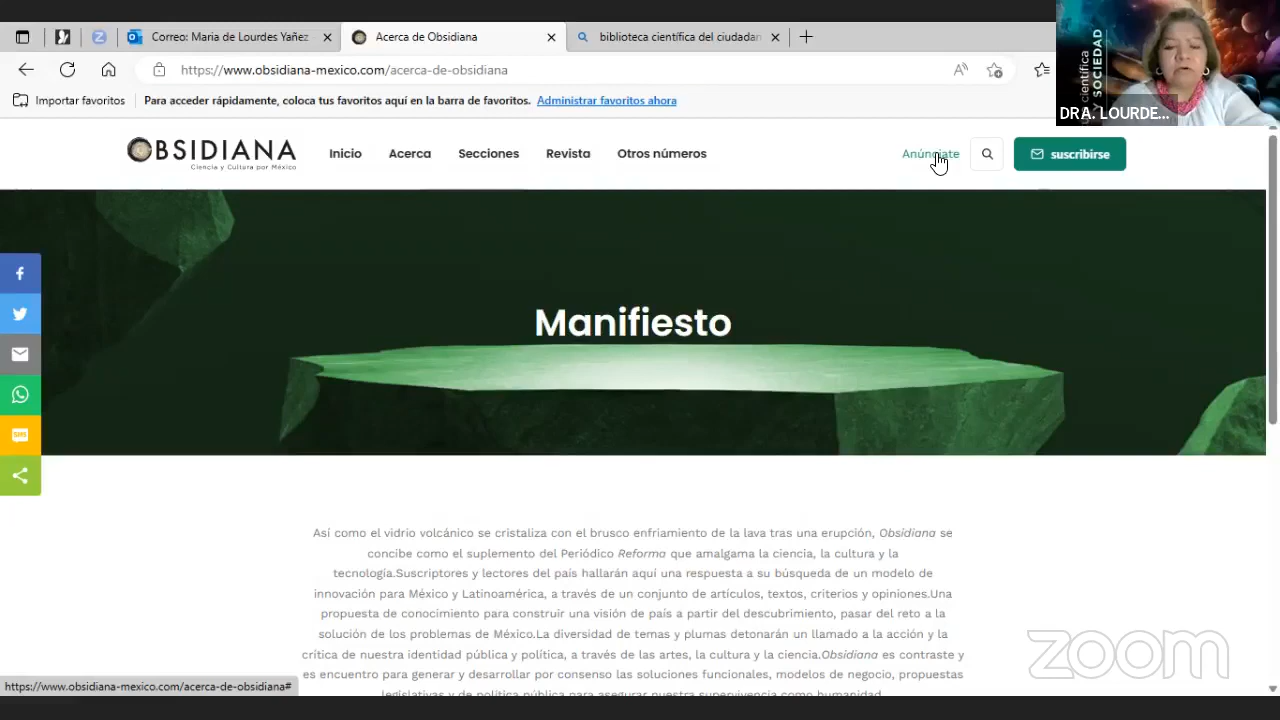 Correo: Maria de Lourdes Yañez
Acerca de Obsidiana
biblioteca científica del ciudadan
https://www.obsidiana-mexico.com/acerca-de-obsidiana
Importar favoritos
Para acceder rápidamente, coloca tus favoritos aquí en la barra de favoritos. Administrar favoritos ahora
científica
y SOCIEDAD
DRA. LOURDE...
OBSIDIANA
Ciencia y Cultura por México
Inicio Acerca Secciones Revista Otros números
Anúnciate
suscribirse
Manifiesto
SMS
Así como el vidrio volcánico se cristaliza con el brusco enfriamiento de la lava tras una erupción, Obsidiana se
concibe como el suplemento del Periódico Reforma que amalgama la ciencia, la cultura y la
tecnología.Suscriptores y lectores del país hallarán aquí una respuesta a su búsqueda de un modelo de
innovación para México y Latinoamérica, a través de un conjunto de artículos, textos, criterios y opiniones.Una
propuesta de conocimiento para construir una visión de país a partir del descubrimiento, pasar del reto a la
solución de los problemas de México.La diversidad de temas y plumas detonarán un llamado a la acción y la
crítica de nuestra identidad pública y política, a través de las artes, la cultura y la ciencia.Obsidiana es contraste y
es encuentro para generar y desarrollar por consenso las soluciones funcionales, modelos de negocio, propuestas
legislativas y de política pública para asegurar nuestra supervivencia como humanidad.
zoom
https://www.obsidiana-mexico.com/acerca-de-obsidiana#